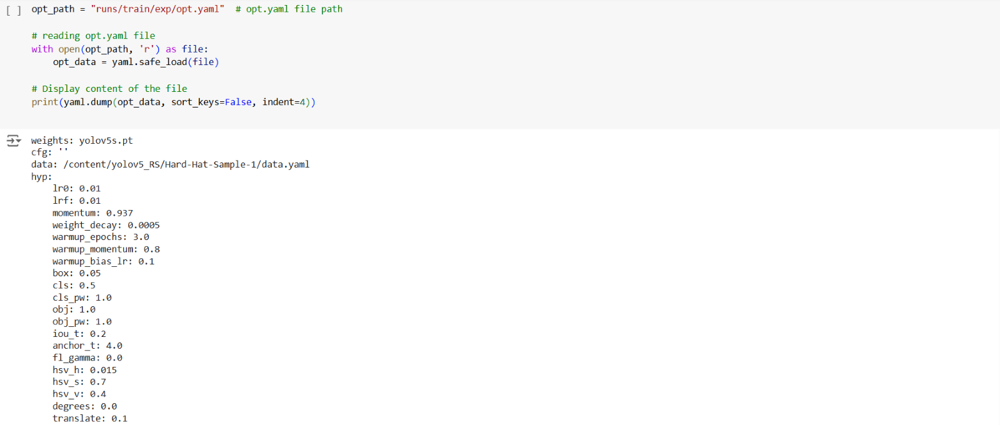 [ ] opt_path = "runs/train/exp/opt.yaml"  # opt.yaml file path
# reading opt.yaml file
with open(opt_path, 'r') as file:
    opt_data = yaml.safe_load(file)
# Display content of the file
print(yaml.dump(opt_data, sort_keys=False, indent=4))
weights: yolov5s.pt
cfg: ''
data: /content/yolov5_RS/Hard-Hat-Sample-1/data.yaml
hyp:
    lr0: 0.01
    lrf: 0.01
    momentum: 0.937
    weight_decay: 0.0005
    warmup_epochs: 3.0
    warmup_momentum: 0.8
    warmup_bias_lr: 0.1
    box: 0.05
    cls: 0.5
    cls_pw: 1.0
    obj: 1.0
    obj_pw: 1.0
    iou_t: 0.2
    anchor_t: 4.0
    fl_gamma: 0.0
    hsv_h: 0.015
    hsv_s: 0.7
    hsv_v: 0.4
    degrees: 0.0
    translate: 0.1